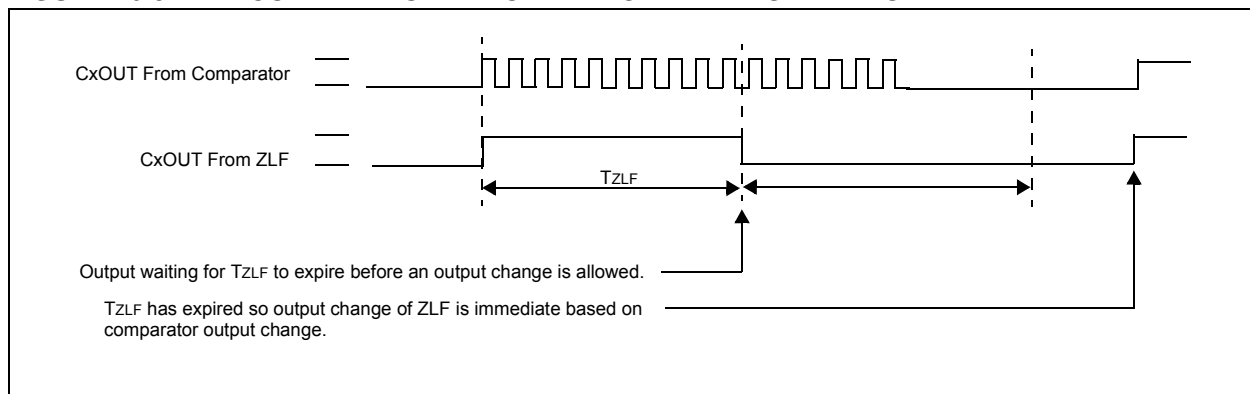 CxOUT From Comparator
CxOUT From ZLF
TZLF
Output waiting for TZLF to expire before an output change is allowed.
TZLF has expired so output change of ZLF is immediate based on
comparator output change.